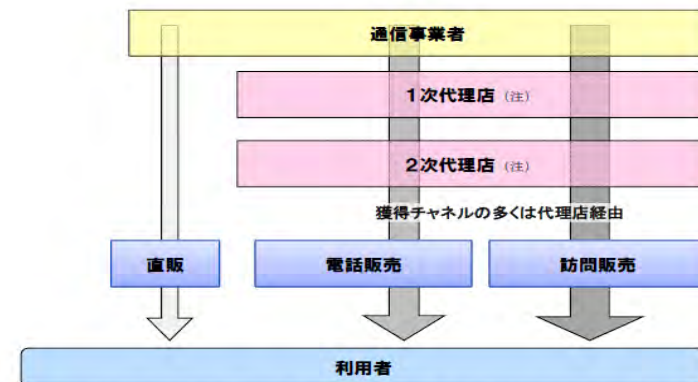 通信事業者
1次代理店（注）
2次代理店（注）
獲得チャネルの多くは代理店経由
直販
電話販売
訪問販売
利用者